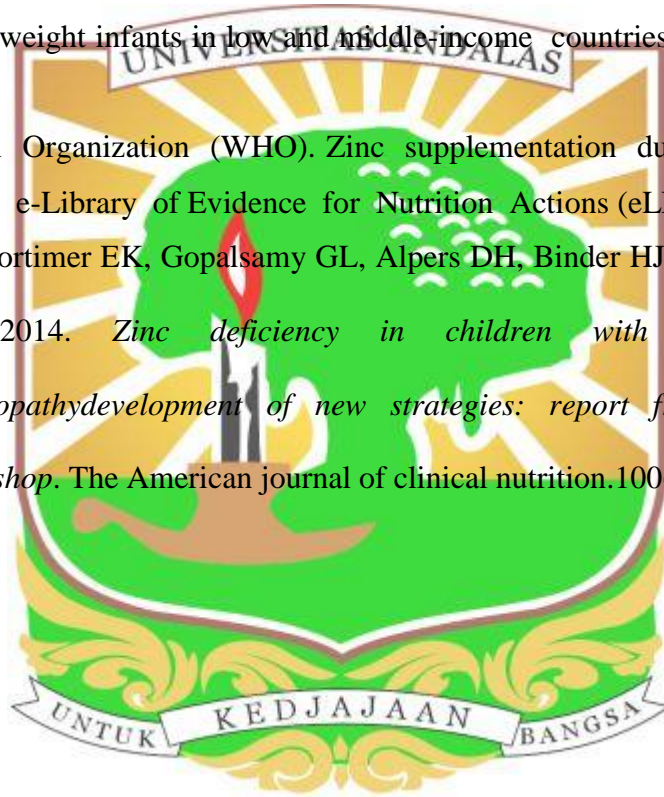 weight infants in low and middle-income countries
UNIVERSITAS ANDALAS
Organization (WHO). Zinc supplementation du
e-Library of Evidence for Nutrition Actions (eL
ortimer EK, Gopalsamy GL, Alpers DH, Binder HJ
2014. Zinc deficiency in children with
opathydevelopment of new strategies: report f
shop. The American journal of clinical nutrition.100
UNTUK KEDJAJAAN BANGSA